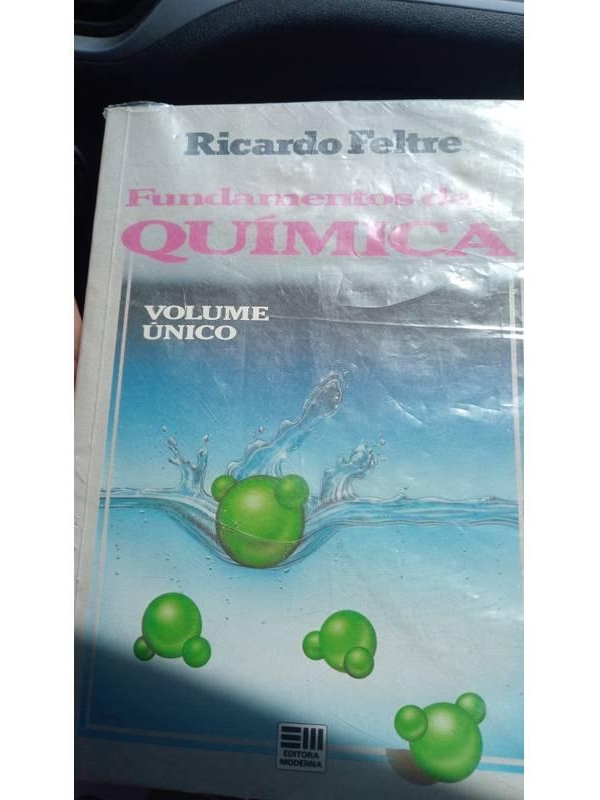 Ricardo Feltre
Fundamentos de
QUÍMICA
VOLUME
ÚNICO
EDITORA
MODERNA